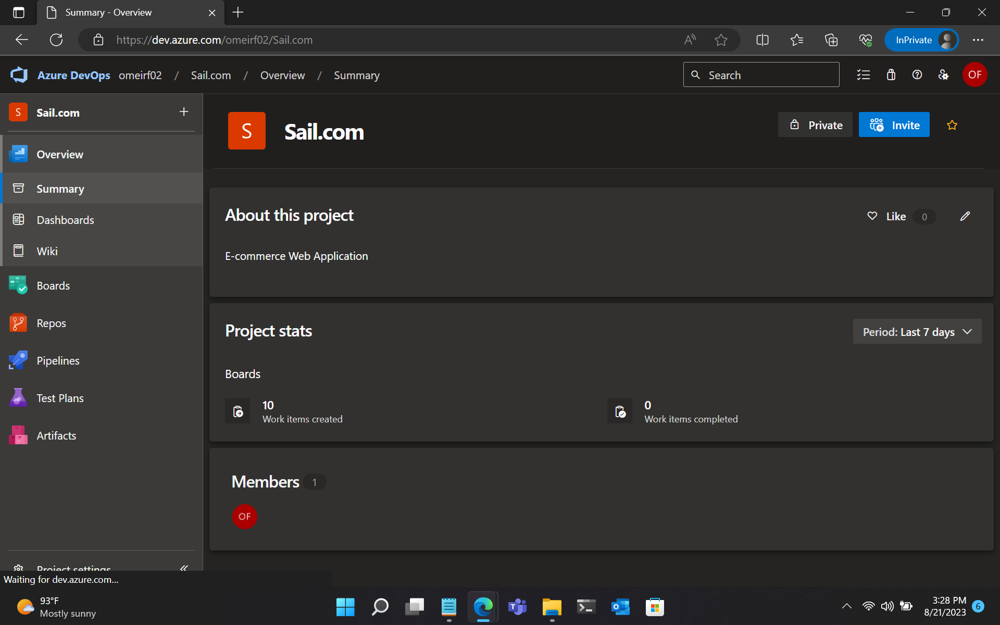 Summary - Overview
https://dev.azure.com/omeirf02/Sail.com
InPrivate
Azure DevOps omeirf02 / Sail.com / Overview / Summary
Search
OF
S Sail.com
Overview
Summary
Dashboards
Wiki
Boards
Repos
Pipelines
Test Plans
Artifacts
Project settings
Waiting for dev.azure.com...
S Sail.com
Private
Invite
About this project
Like 0
E-commerce Web Application
Project stats
Period: Last 7 days
Boards
10
Work items created
0
Work items completed
Members 1
OF
93°F
Mostly sunny
3:28 PM
8/21/2023
6